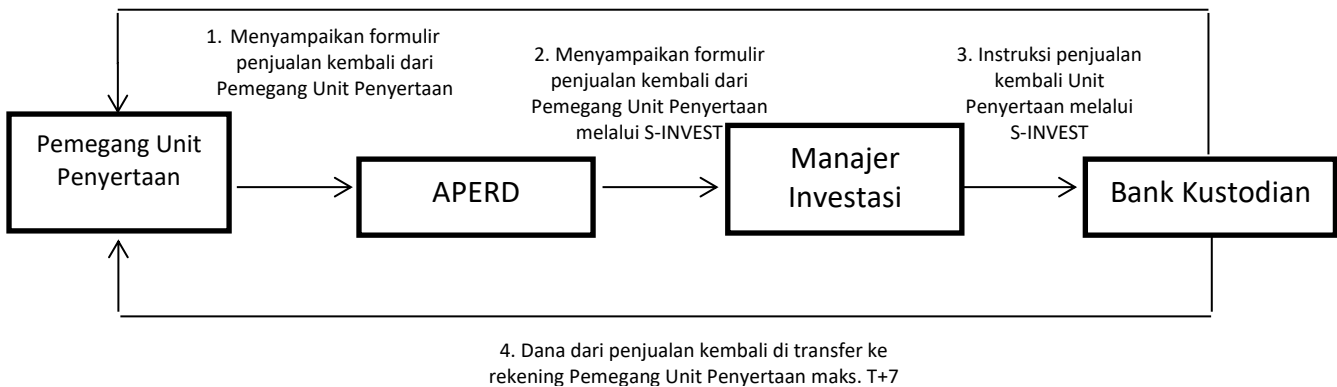 1. Menyampaikan formulir
penjualan kembali dari
Pemegang Unit Penyertaan
2. Menyampaikan formulir
penjualan kembali dari
Pemegang Unit Penyertaan
melalui S-INVEST
3. Instruksi penjualan
kembali Unit
Penyertaan melalui
S-INVEST
Pemegang Unit
Penyertaan
APERD
Manajer
Investasi
Bank Kustodian
4. Dana dari penjualan kembali di transfer ke
rekening Pemegang Unit Penyertaan maks. T+7